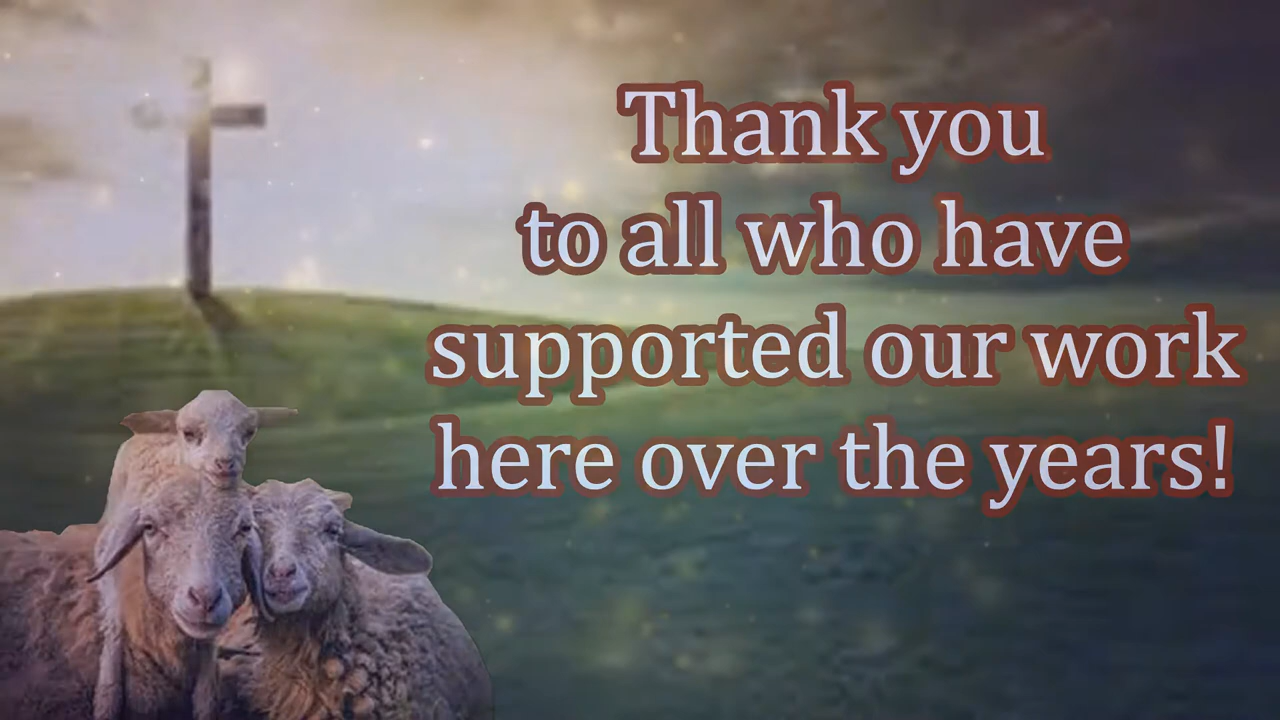 Thank you
to all who have
supported our work
here over the years!